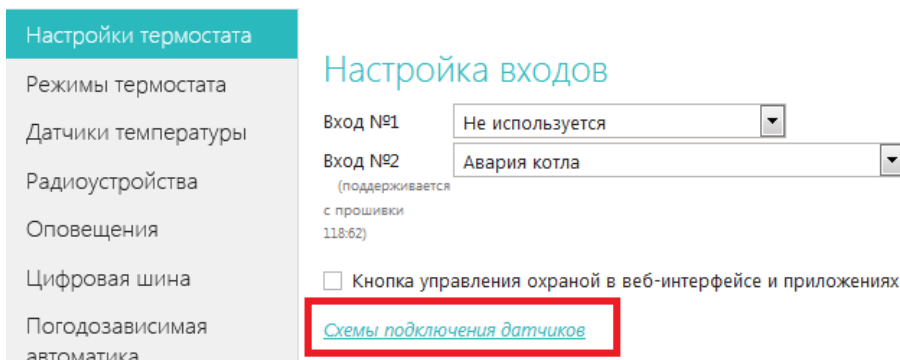 Настройки термостата
Режимы термостата
Датчики температуры
Радиоустройства
Оповещения
Цифровая шина
Погодозависимая
автоматика
Настройка входов
Вход №1 Не используется
Вход №2 Авария котла
(поддерживается
с прошивки
118:62)
Кнопка управления охраной в веб-интерфейсе и приложениях
Схемы подключения датчиков